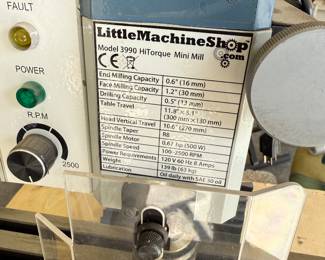 FAULT
POWER
R.P.M
2500
LittleMachineShop
.com
Model 3990 HiTorque Mini Mill
CE
End Milling Capacity 0.6" (16 mm)
Face Milling Capacity 1.2" (30 mm)
Drilling Capacity 0.5" (13 mm)
Table Travel 11.8" × 5.1"
(300 mm × 130 mm)
Head Vertical Travel 10.6" (270 mm)
Spindle Taper R8
Spindle Motor 0.67 hp (500 W)
Spindle Speed 100-2500 RPM
Power Requirements 120 V 60 Hz 8 Amps
Weight 139 lb (63 kg)
Lubrication Oil daily with SAE 30 oil